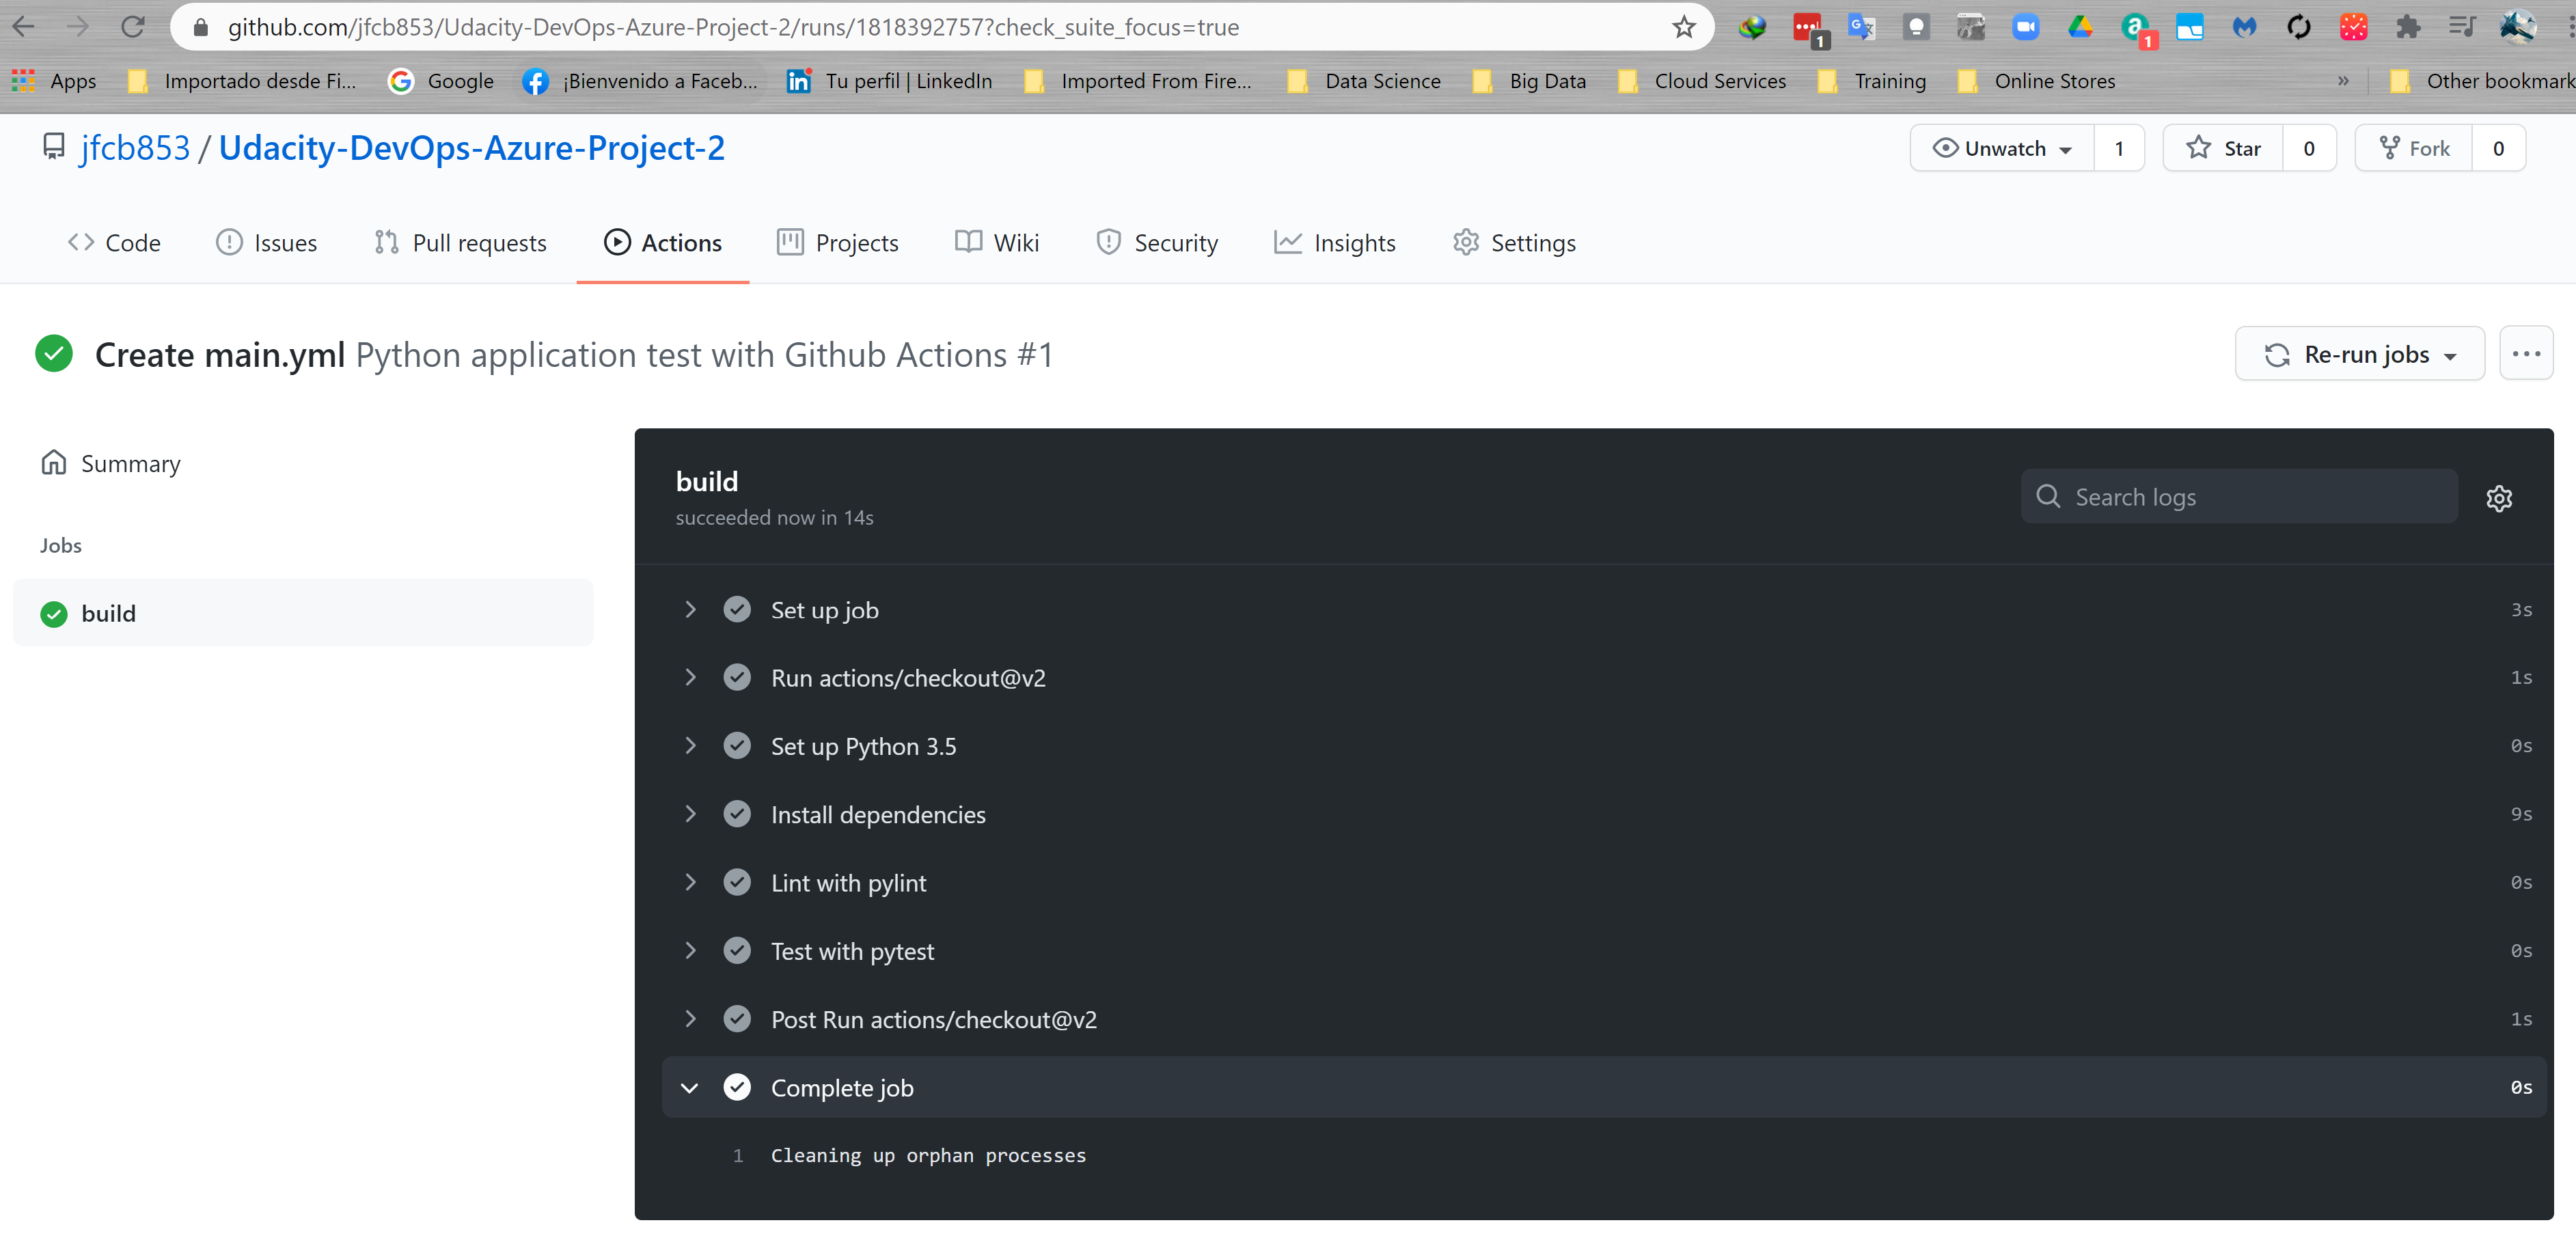 github.com/jfcb853/Udacity-DevOps-Azure-Project-2/runs/1818392757?check_suite_focus=true
1
1
Apps Importado desde Fi... Google ¡Bienvenido a Faceb... Tu perfil | LinkedIn Imported From Fire... Data Science Big Data Cloud Services Training Online Stores » Other bookmark
jfcb853 / Udacity-DevOps-Azure-Project-2
Unwatch 1 Star 0 Fork 0
Code Issues Pull requests Actions Projects Wiki Security Insights Settings
Create main.yml Python application test with Github Actions #1
Re-run jobs
Summary
Jobs
build
build
succeeded now in 14s
Search logs
Set up job 3s
Run actions/checkout@v2 1s
Set up Python 3.5 0s
Install dependencies 9s
Lint with pylint 0s
Test with pytest 0s
Post Run actions/checkout@v2 1s
Complete job 0s
1 Cleaning up orphan processes